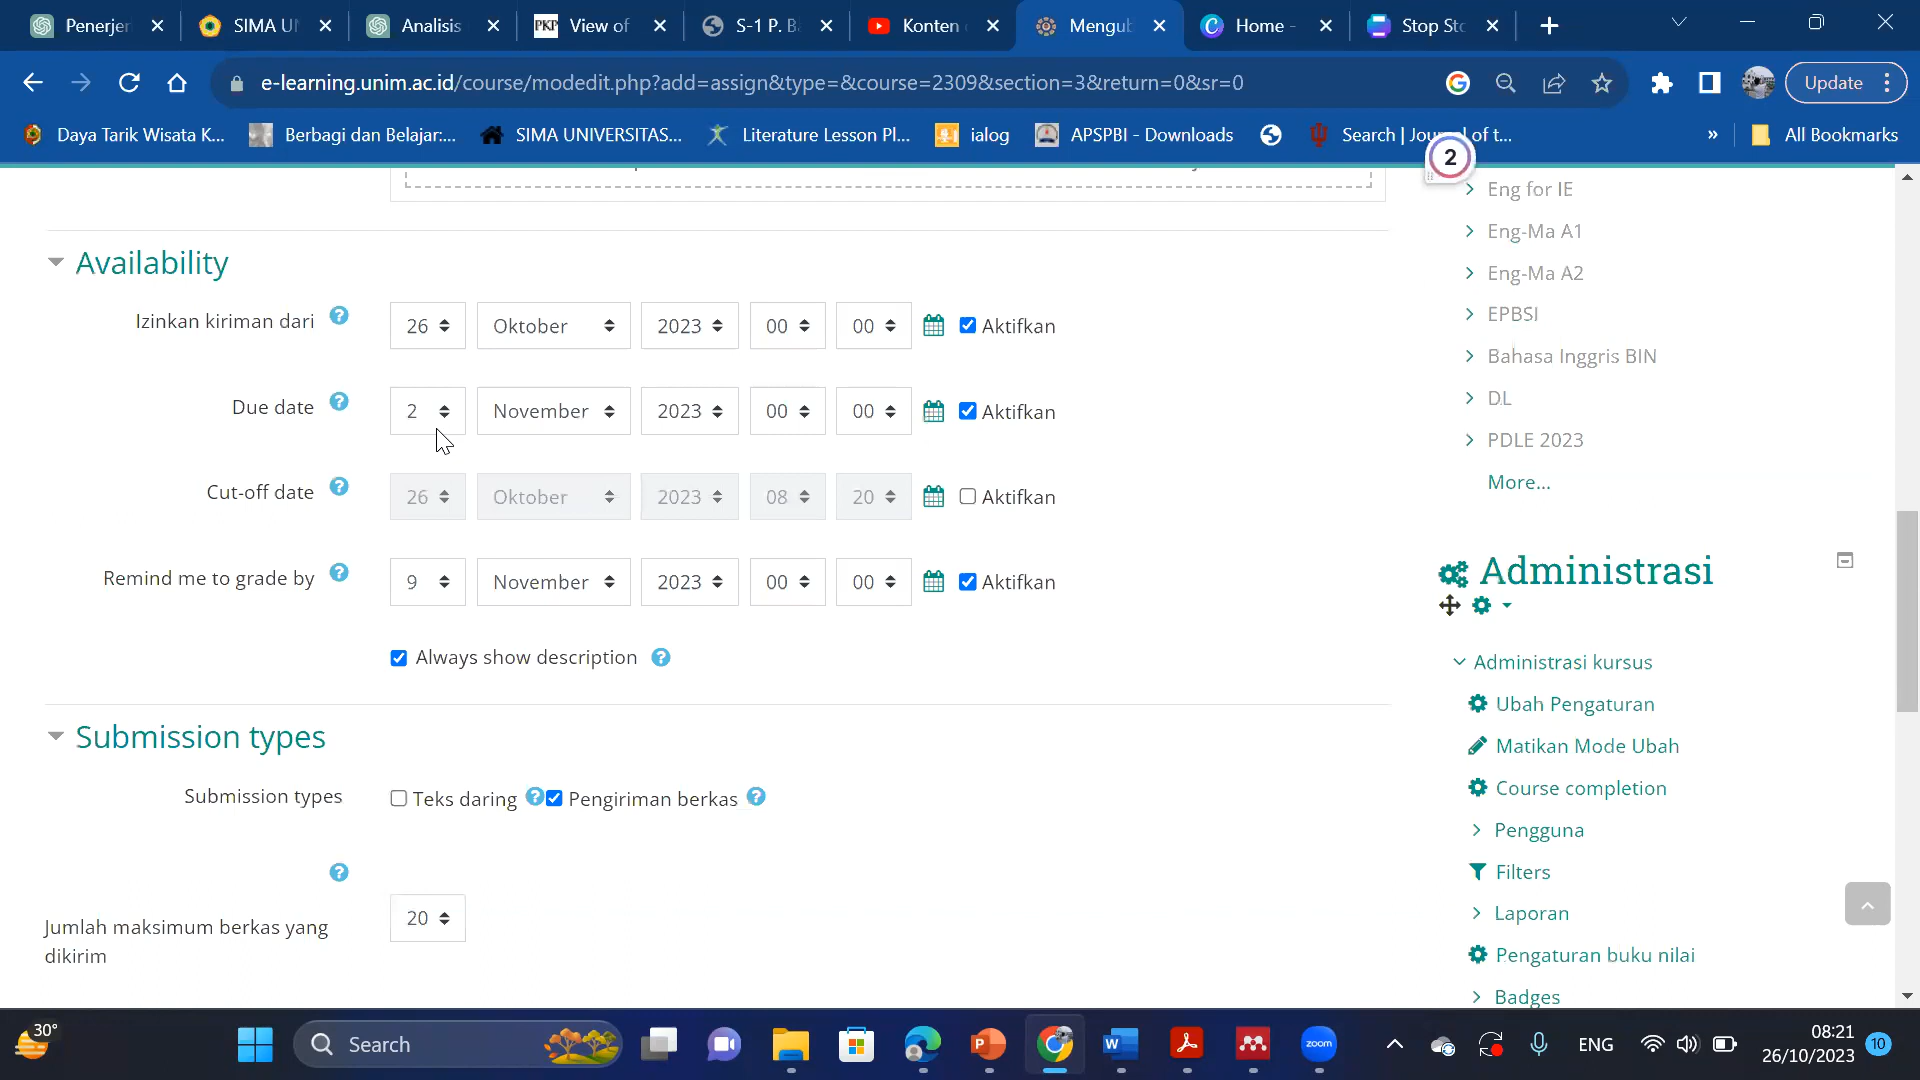 Penerjer
SIMA UI
Analisis
PKP View of
S-1 P. Ba
Konten
Mengub
Home -
Stop Sto
e-learning.unim.ac.id/course/modedit.php?add=assign&type=&course=2309&section=3&return=0&sr=0
Update
Daya Tarik Wisata K...
Berbagi dan Belajar:...
SIMA UNIVERSITAS...
Literature Lesson Pl...
ialog
APSPBI - Downloads
Search | Journal of t...
»
All Bookmarks
2
Availability
Izinkan kiriman dari
26 Oktober 2023 00 00 Aktifkan
Due date
2 November 2023 00 00 Aktifkan
Cut-off date
26 Oktober 2023 08 20 Aktifkan
Remind me to grade by
9 November 2023 00 00 Aktifkan
Always show description
Submission types
Submission types
Teks daring
Pengiriman berkas
Jumlah maksimum berkas yang
dikirim
20
Eng for IE
Eng-Ma A1
Eng-Ma A2
EPBSI
Bahasa Inggris BIN
DL
PDLE 2023
More...
Administrasi
Administrasi kursus
Ubah Pengaturan
Matikan Mode Ubah
Course completion
Pengguna
Filters
Laporan
Pengaturan buku nilai
Badges
30°
Search
zoom
ENG
08:21
26/10/2023
10